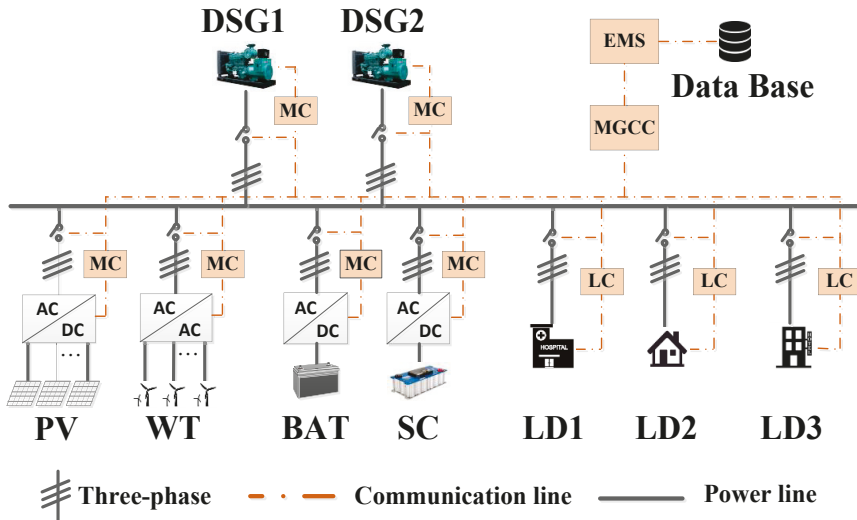 DSG1
DSG2
EMS
Data Base
MC
MC
MGCC
MC
MC
MC
MC
LC
LC
LC
AC
DC
AC
AC
AC
DC
AC
DC
HOSPITAL
PV
WT
BAT
SC
LD1
LD2
LD3
Three-phase
Communication line
Power line